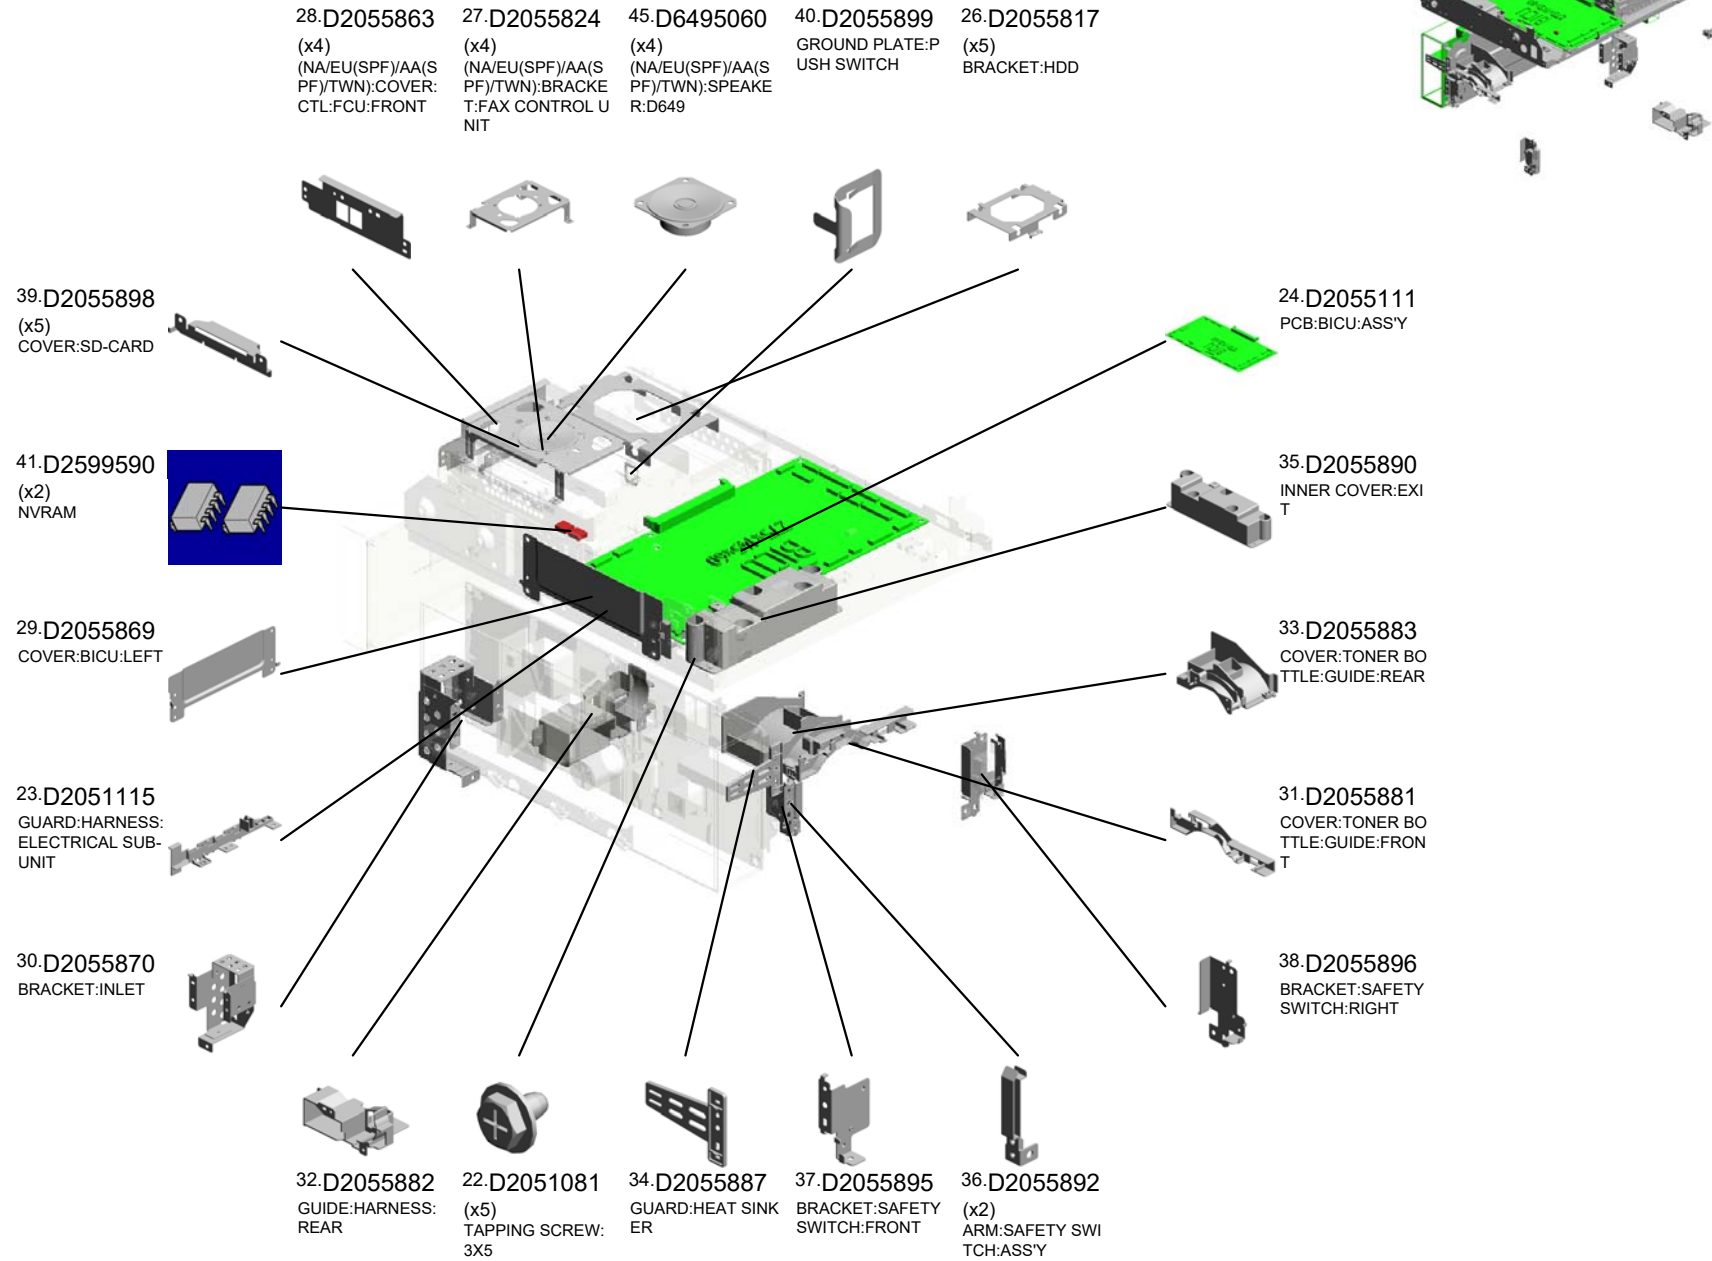 28.D2055863
(x4)
(NA/EU(SPF)/AA(S
PF)/TWN):COVER:
CTL:FCU:FRONT
27.D2055824
(x4)
(NA/EU(SPF)/AA(S
PF)/TWN):BRACKE
T:FAX CONTROL U
NIT
45.D6495060
(x4)
(NA/EU(SPF)/AA(S
PF)/TWN):SPEAKE
R:D649
40.D2055899
GROUND PLATE:P
USH SWITCH
26.D2055817
(x5)
BRACKET:HDD
39.D2055898
(x5)
COVER:SD-CARD
24.D2055111
PCB:BICU:ASS'Y
41.D2599590
(x2)
NVRAM
35.D2055890
INNER COVER:EXI
T
BICU
29.D2055869
COVER:BICU:LEFT
33.D2055883
COVER:TONER BO
TTLE:GUIDE:REAR
23.D2051115
GUARD:HARNESS:
ELECTRICAL SUB-
UNIT
31.D2055881
COVER:TONER BO
TTLE:GUIDE:FRON
T
30.D2055870
BRACKET:INLET
38.D2055896
BRACKET:SAFETY
SWITCH:RIGHT
32.D2055882
GUIDE:HARNESS:
REAR
22.D2051081
(x5)
TAPPING SCREW:
3X5
34.D2055887
GUARD:HEAT SINK
ER
37.D2055895
BRACKET:SAFETY
SWITCH:FRONT
36.D2055892
(x2)
ARM:SAFETY SWI
TCH:ASS'Y